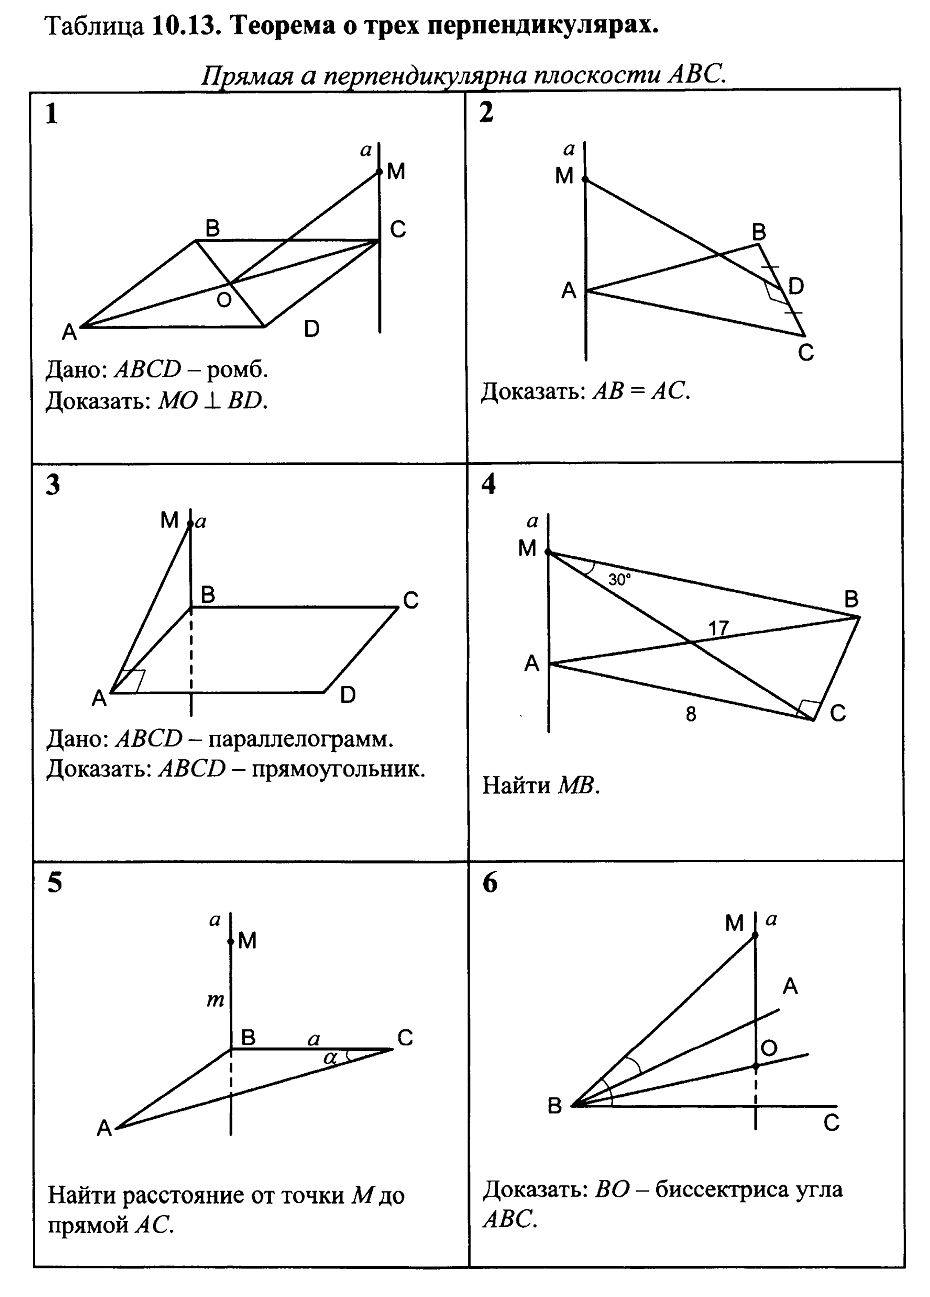 Таблица 10.13. Теорема о трех перпендикулярах.
Прямая a перпендикулярна плоскости ABC.
1
a
M
B
C
O
A
D
Дано: ABCD – ромб.
Доказать: MO ⊥ BD.
2
a
M
B
A
D
C
Доказать: AB = AC.
3
M a
B
C
A
D
Дано: ABCD – параллелограмм.
Доказать: ABCD – прямоугольник.
4
a
M
30°
B
17
A
8
C
Найти MB.
5
a
M
m
B
a
C
α
A
Найти расстояние от точки M до
прямой AC.
6
M a
A
O
B
C
Доказать: BO – биссектриса угла
ABC.